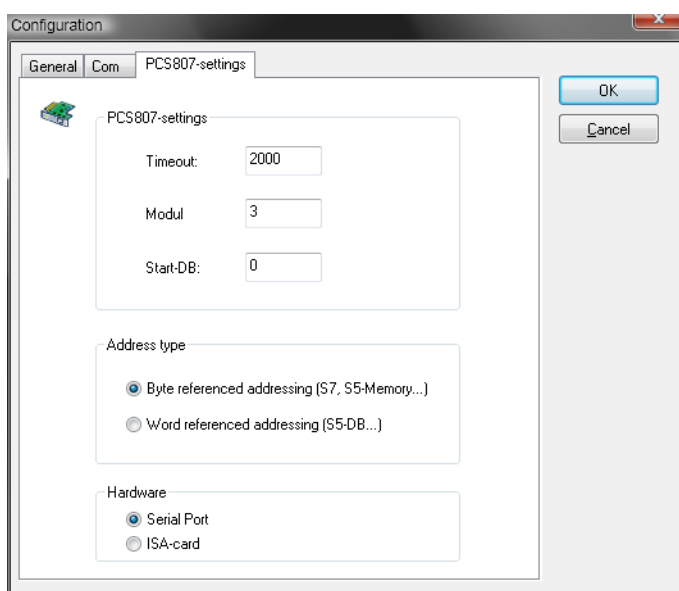 Configuration
General Com PCS807-settings
OK
Cancel
PCS807-settings
Timeout: 2000
Modul 3
Start-DB: 0
Address type
Byte referenced addressing (S7, S5-Memory...)
Word referenced addressing (S5-DB...)
Hardware
Serial Port
ISA-card